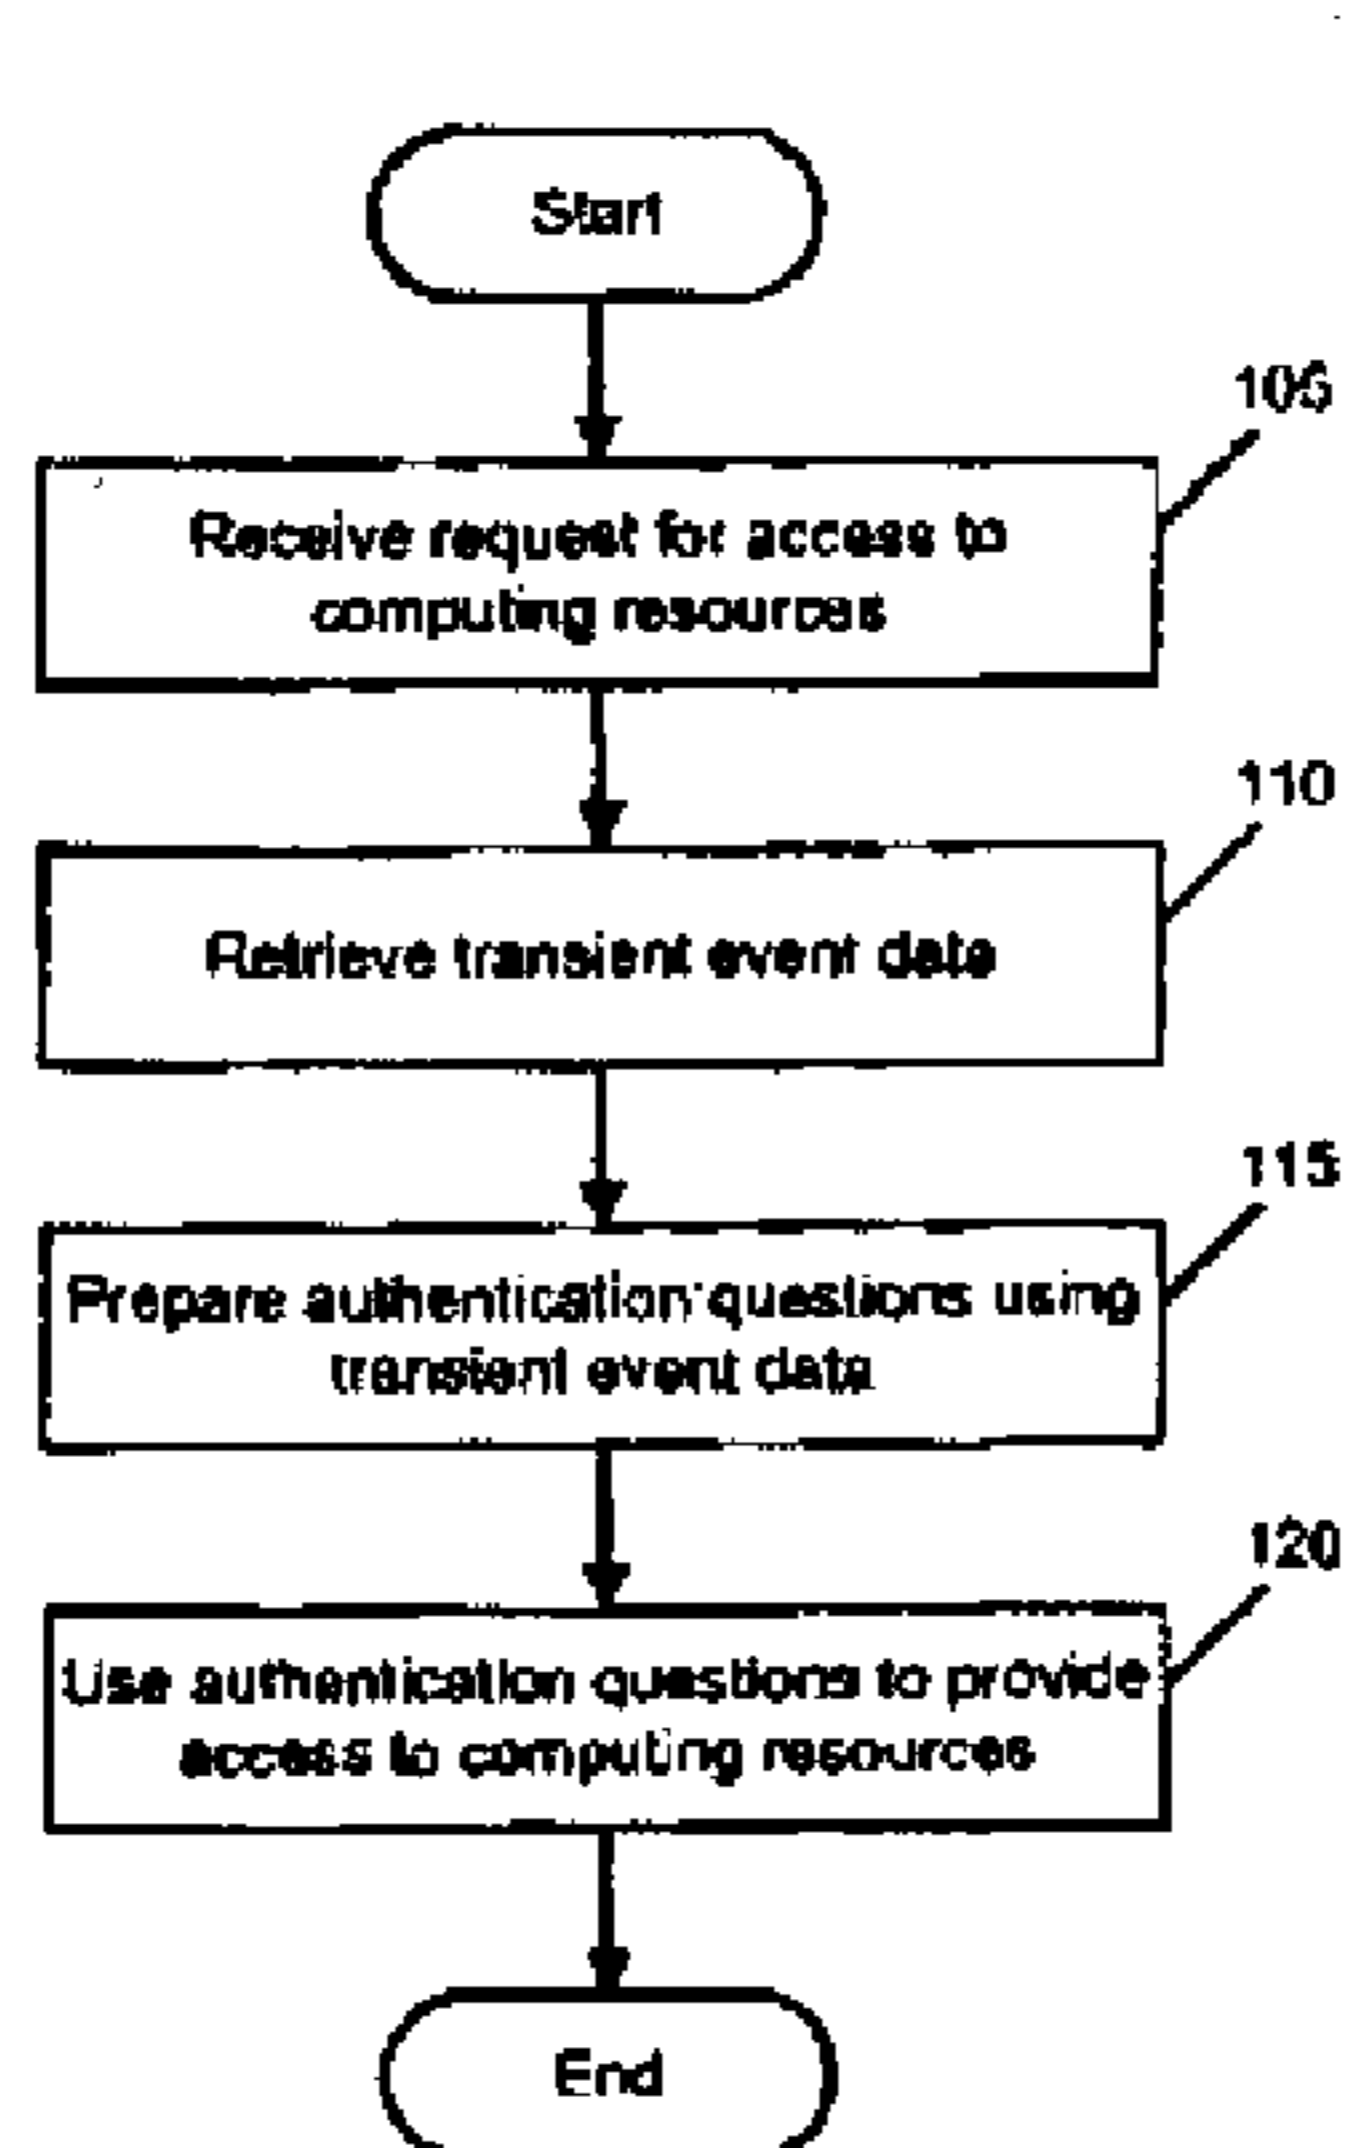 Start
105
Receive request for access to
computing resources
110
Retrieve transient event data
115
Prepare authentication questions using
transient event data
120
Use authentication questions to provide
access to computing resources
End